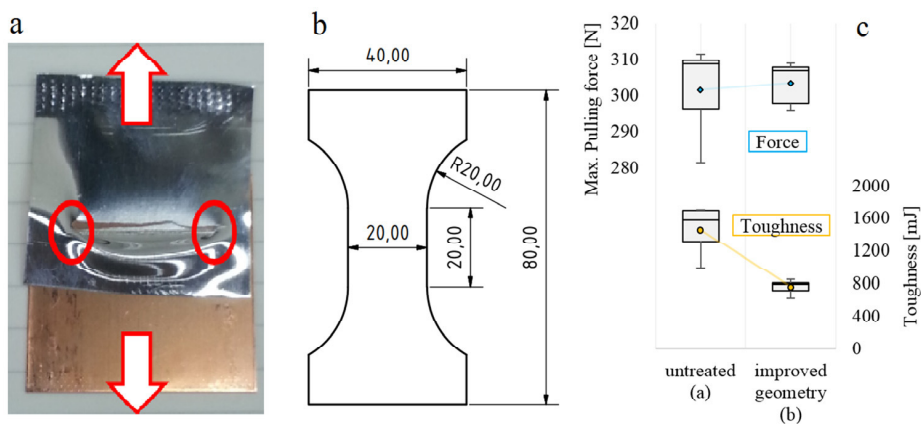 a
b
40,00
R20,00
20,00
20,00
80,00
c
Max. Pulling force [N]
320
310
300
290
280
Force
Toughness
2000
1600
1200
800
400
0
Toughness [mJ]
untreated
(a)
improved
geometry
(b)